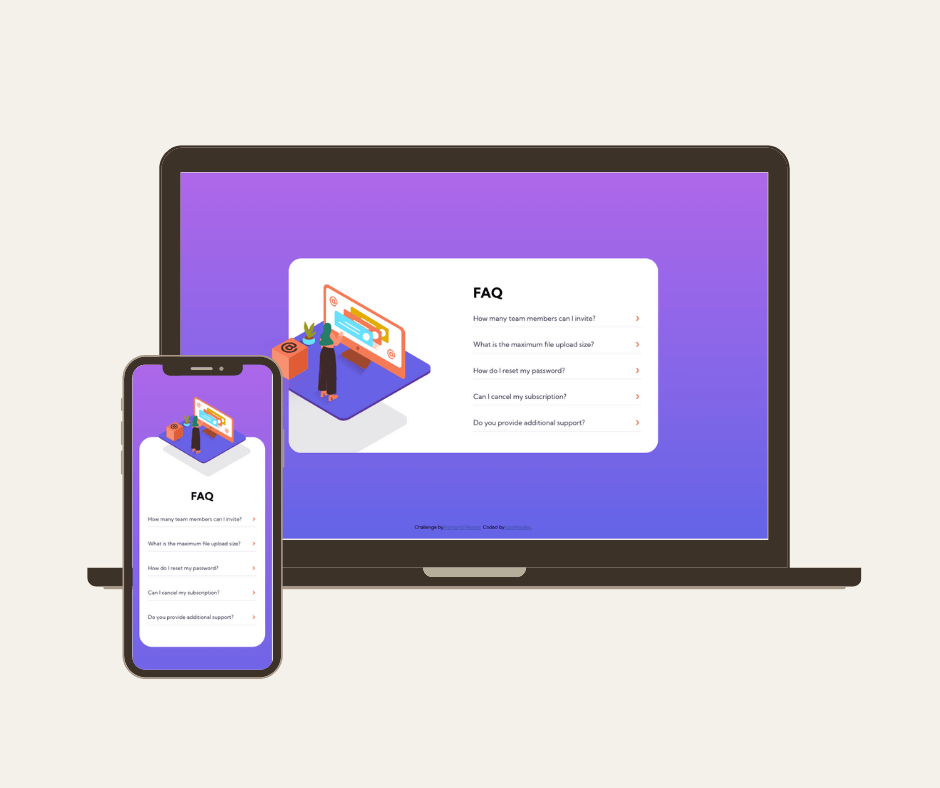 FAQ
How many team members can I invite?
What is the maximum file upload size?
How do I reset my password?
Can I cancel my subscription?
Do you provide additional support?
Challenge by Coded by
FAQ
How many team members can I invite?
What is the maximum file upload size?
How do I reset my password?
Can I cancel my subscription?
Do you provide additional support?